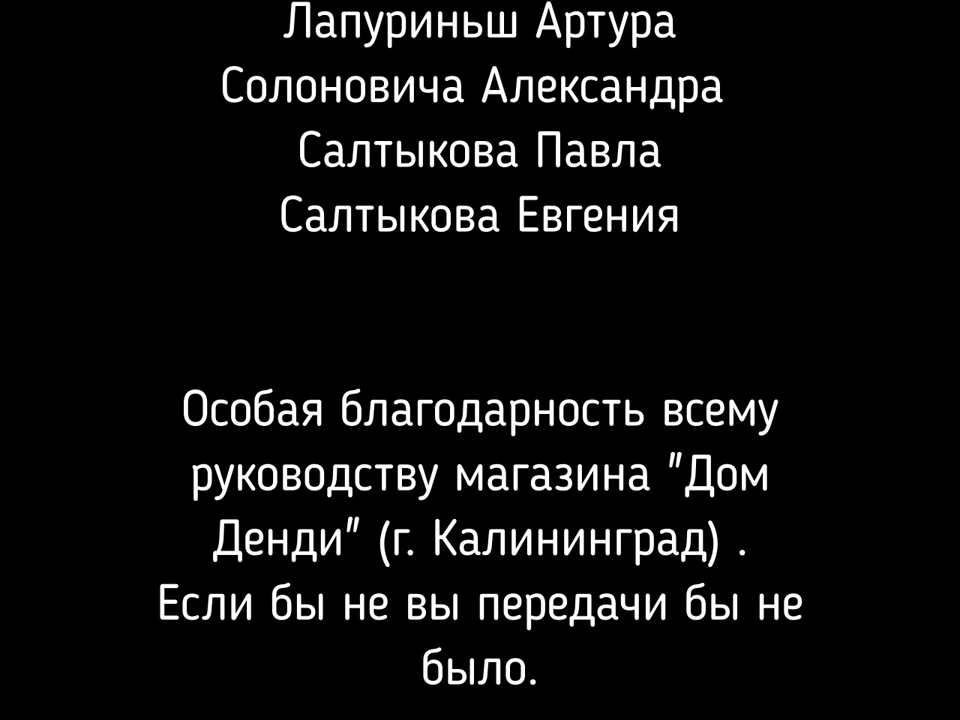 Лапуриньш Артура
Солоновича Александра
Салтыкова Павла
Салтыкова Евгения
Особая благодарность всему
руководству магазина "Дом
Денди" (г. Калининград) .
Если бы не вы передачи бы не
было.